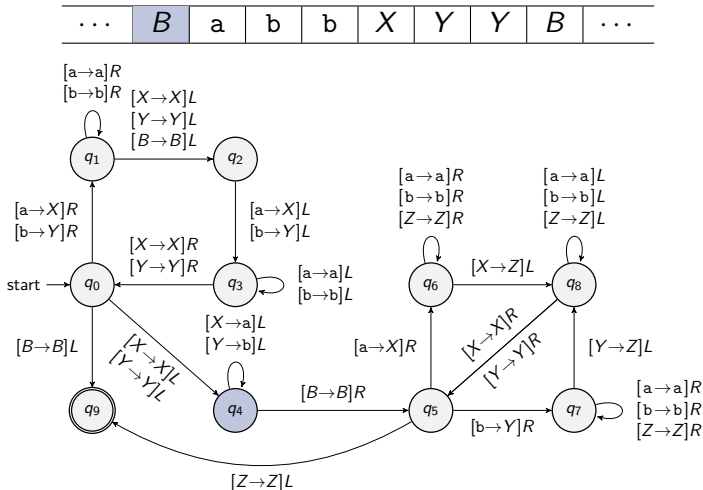 ··· B a b b X Y Y B ···
[a→a]R
[b→b]R
[X→X]L
[Y→Y]L
[B→B]L
q1
q2
[a→X]R
[b→Y]R
[a→X]L
[b→Y]L
[X→X]R
[Y→Y]R
start
q0
q3
[a→a]L
[b→b]L
[B→B]L
[X→X]L
[Y→Y]L
[X→a]L
[Y→b]L
q9
q4
[B→B]R
[a→a]R
[b→b]R
[Z→Z]R
[a→a]L
[b→b]L
[Z→Z]L
q6
[X→Z]L
q8
[a→X]R
[X→X]R
[Y→Y]R
[Y→Z]L
q5
[b→Y]R
q7
[a→a]R
[b→b]R
[Z→Z]R
[Z→Z]L